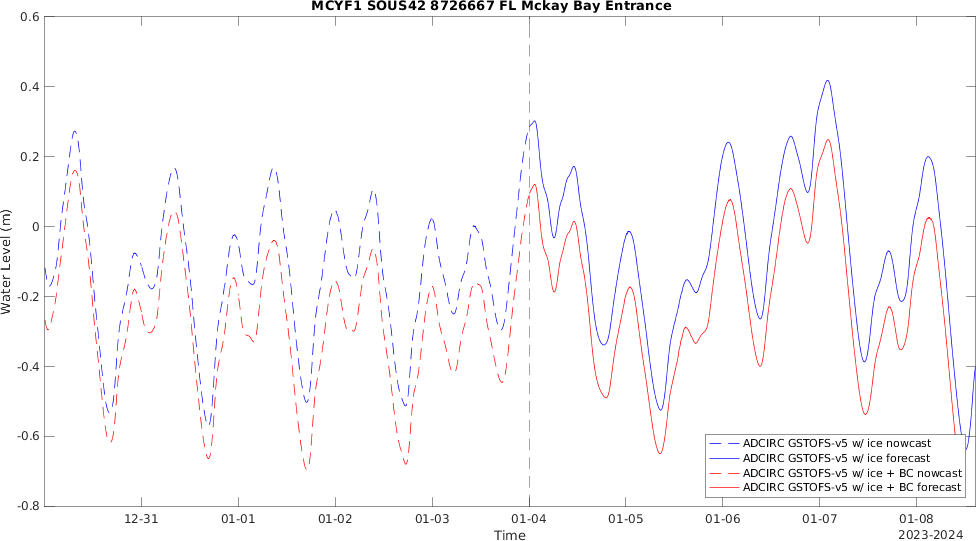 MCYF1 SOUS42 8726667 FL Mckay Bay Entrance
0.6
0.4
0.2
0
-0.2
-0.4
-0.6
-0.8
Water Level (m)
12-31
01-01
01-02
01-03
01-04
01-05
01-06
01-07
01-08
Time
2023-2024
ADCIRC GSTOFS-v5 w/ ice nowcast
ADCIRC GSTOFS-v5 w/ ice forecast
ADCIRC GSTOFS-v5 w/ ice + BC nowcast
ADCIRC GSTOFS-v5 w/ ice + BC forecast